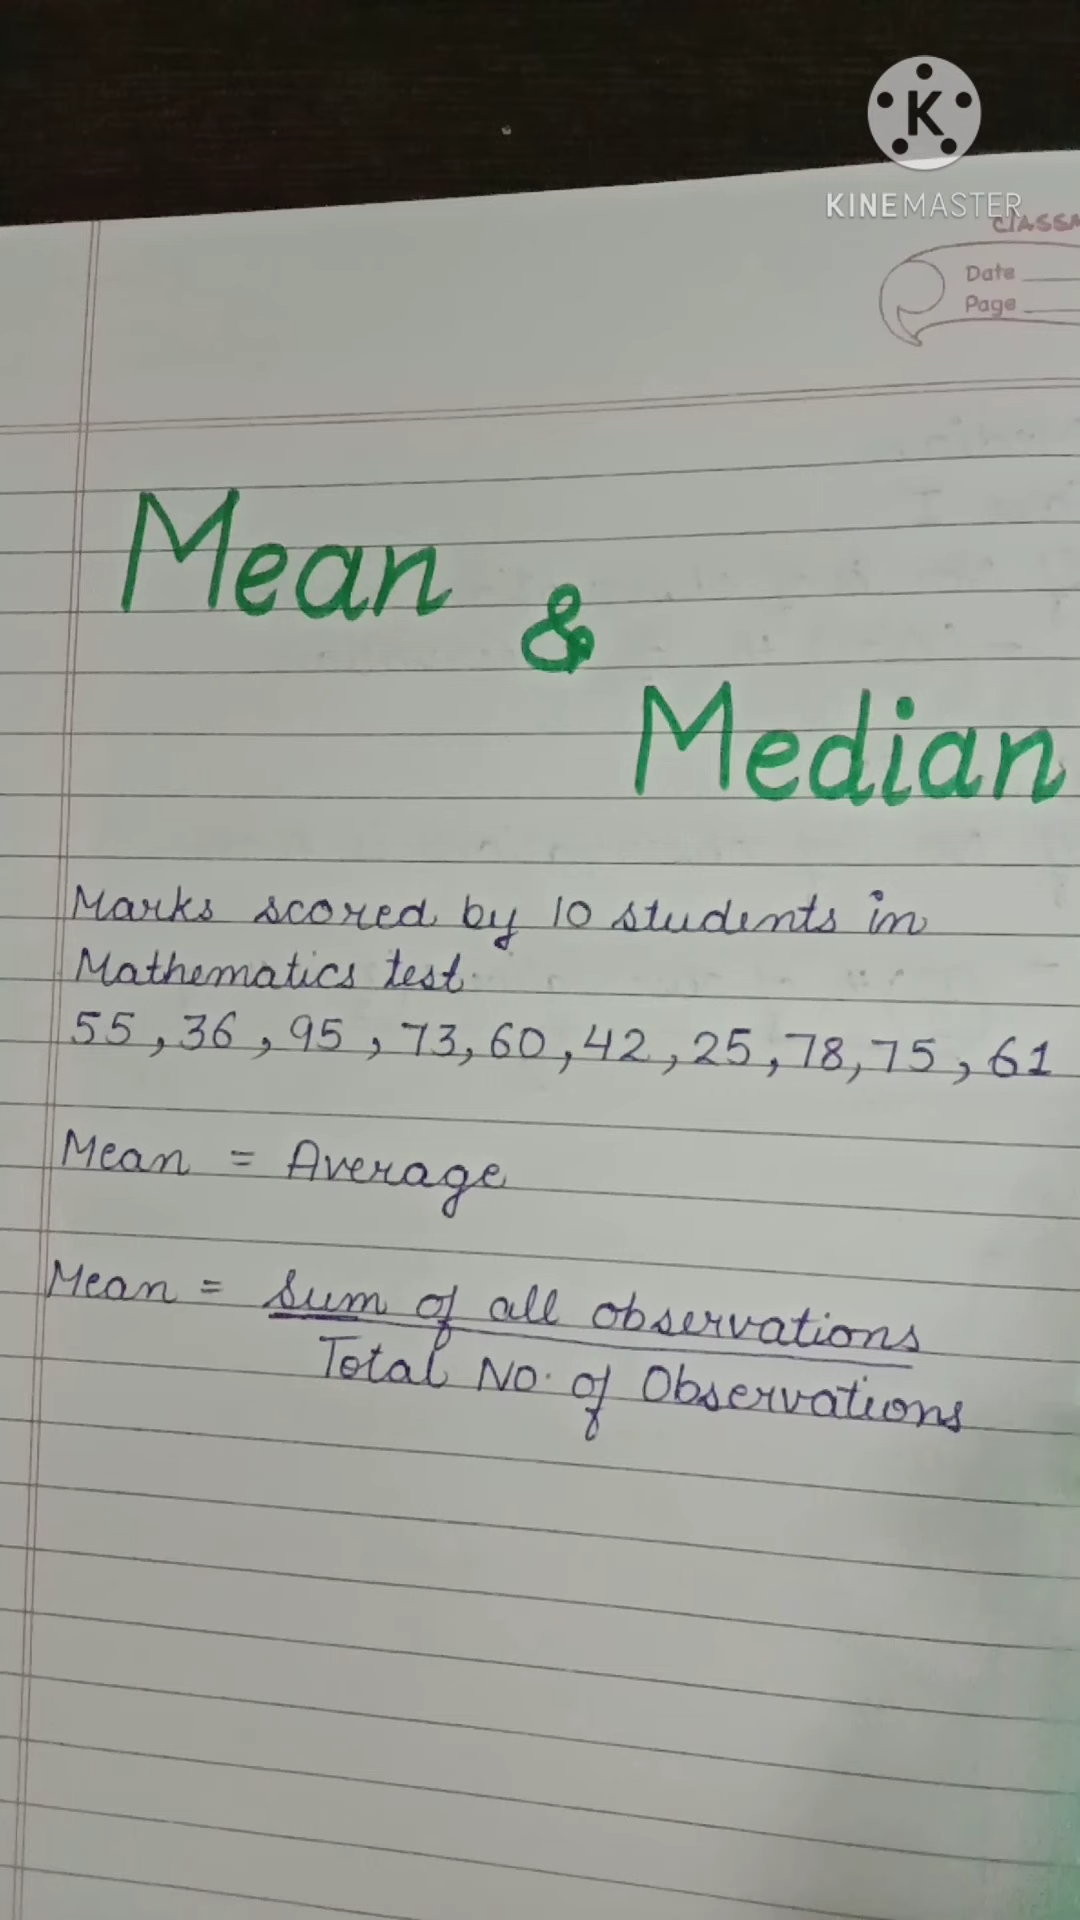 K
KINEMASTER
Date
Page
Mean
&
Median
Marks scored by 10 students in
Mathematics test.
55, 36, 95, 73, 60, 42, 25, 78, 75, 61
Mean = Average
Mean = Sum of all observations
Total No. of Observations